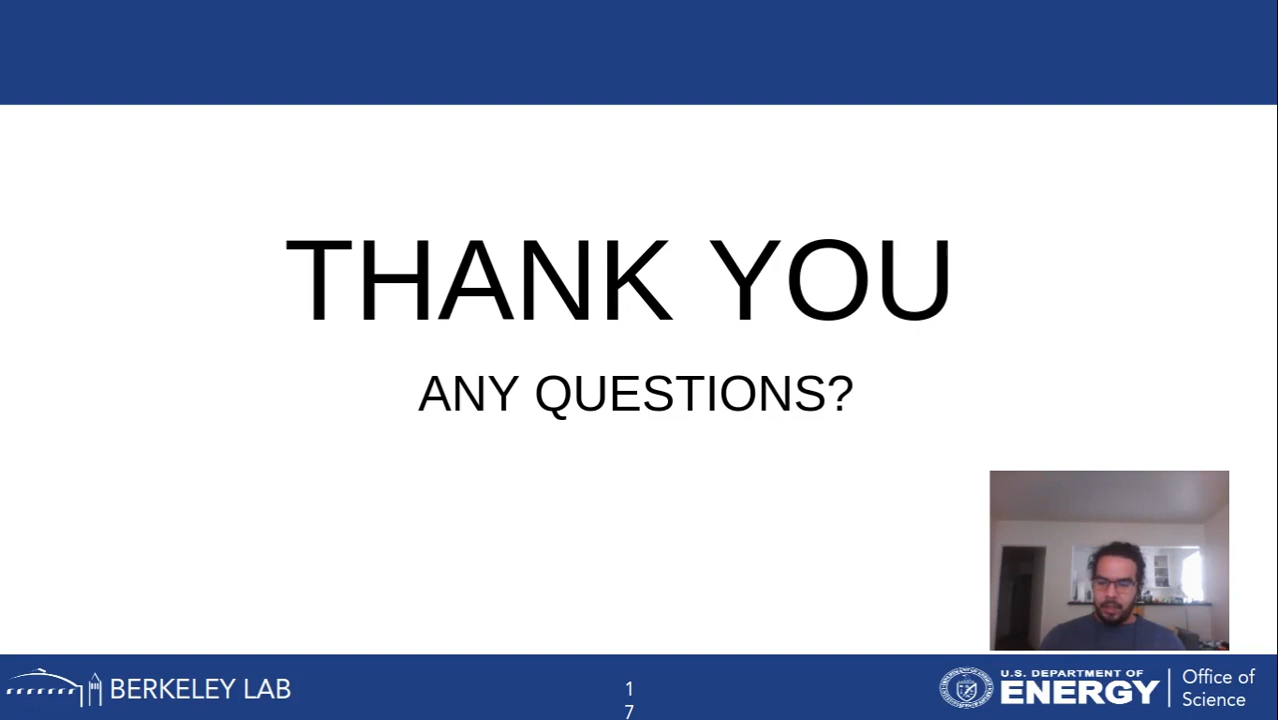 THANK YOU
ANY QUESTIONS?
BERKELEY LAB
1
7
U.S. DEPARTMENT OF
ENERGY
Office of
Science